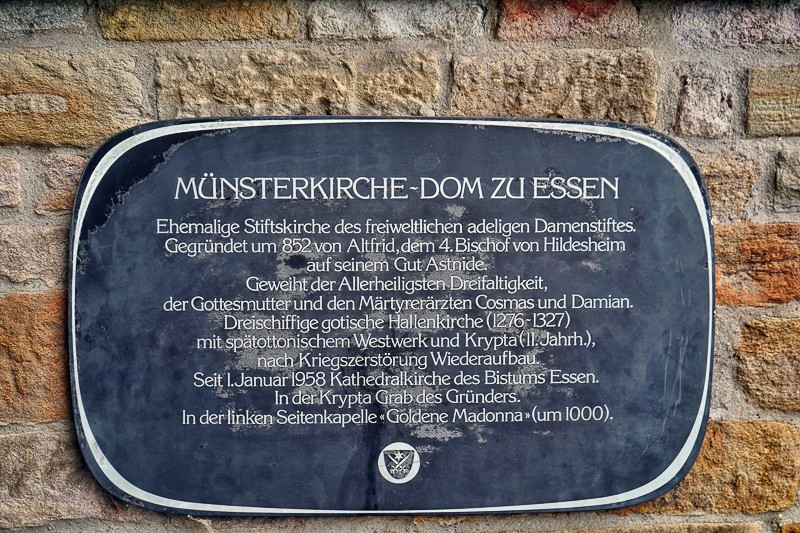 MÜNSTERKIRCHE-DOM ZU ESSEN
Ehemalige Stiftskirche des freiweltlichen adeligen Damenstiftes.
Gegründet um 852 von Altfrid, dem 4. Bischof von Hildesheim
auf seinem Gut Astnide.
Geweiht der Allerheiligsten Dreifaltigkeit,
der Gottesmutter und den Märtyrerärzten Cosmas und Damian.
Dreischiffige gotische Hallenkirche (1276-1327)
mit spätottonischem Westwerk und Krypta (11. Jahrh.),
nach Kriegszerstörung Wiederaufbau.
Seit 1. Januar 1958 Kathedralkirche des Bistums Essen.
In der Krypta Grab des Gründers.
In der linken Seitenkapelle «Goldene Madonna» (um 1000).